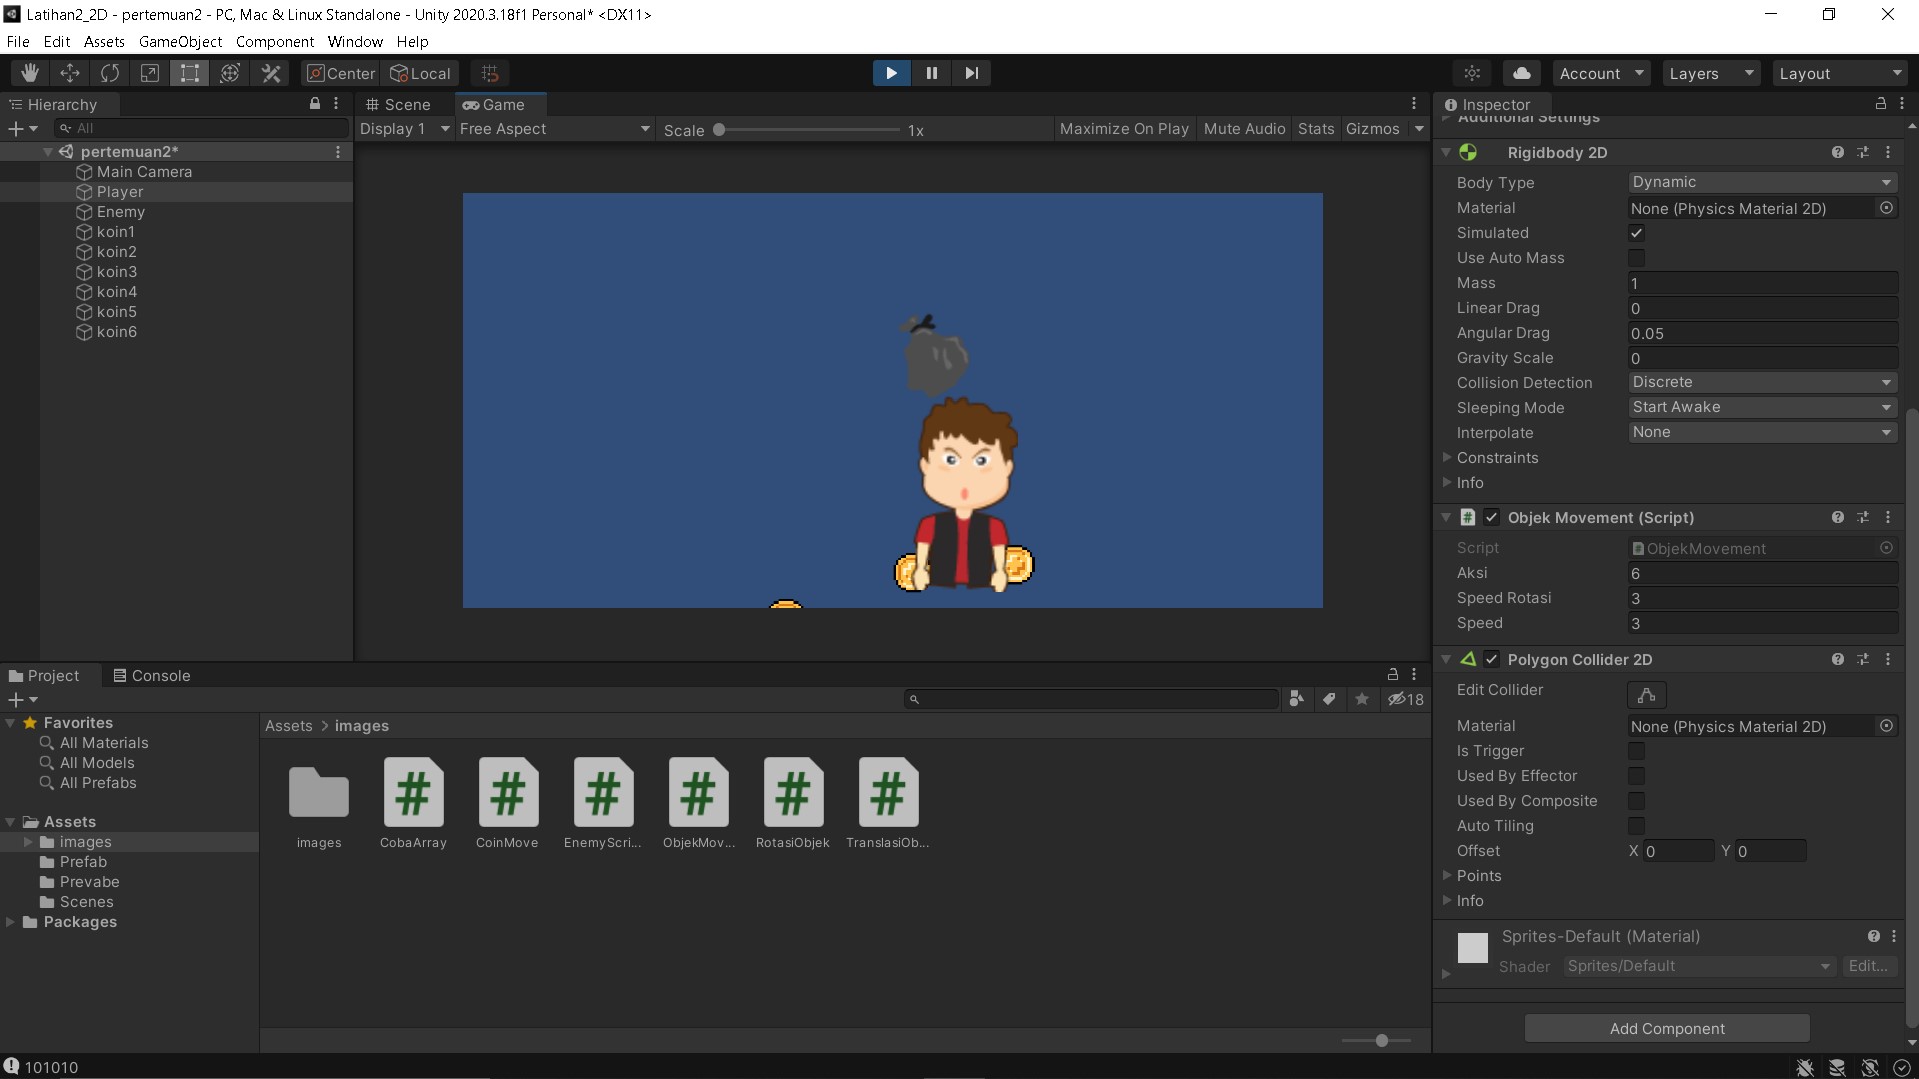 Latihan2_2D - pertemuan2 - PC, Mac & Linux Standalone - Unity 2020.3.18f1 Personal* <DX11>
File Edit Assets GameObject Component Window Help
Center Local Account Layers Layout
Hierarchy
All
pertemuan2*
Main Camera
Player
Enemy
koin1
koin2
koin3
koin4
koin5
koin6
Scene Game
Display 1 Free Aspect Scale 1x Maximize On Play Mute Audio Stats Gizmos
Inspector
Additional Settings
Rigidbody 2D
Body Type Dynamic
Material None (Physics Material 2D)
Simulated
Use Auto Mass
Mass 1
Linear Drag 0
Angular Drag 0.05
Gravity Scale 0
Collision Detection Discrete
Sleeping Mode Start Awake
Interpolate None
Constraints
Info
# Objek Movement (Script)
Script ObjekMovement
Aksi 6
Speed Rotasi 3
Speed 3
Polygon Collider 2D
Edit Collider
Material None (Physics Material 2D)
Is Trigger
Used By Effector
Used By Composite
Auto Tiling
Offset X 0 Y 0
Points
Info
Sprites-Default (Material)
Shader Sprites/Default Edit...
Add Component
Project Console
18
Favorites
All Materials
All Models
All Prefabs
Assets
images
Prefab
Prevabe
Scenes
Packages
Assets > images
# # # # # #
images CobaArray CoinMove EnemyScri... ObjekMov... RotasiObjek TranslasiOb...
101010